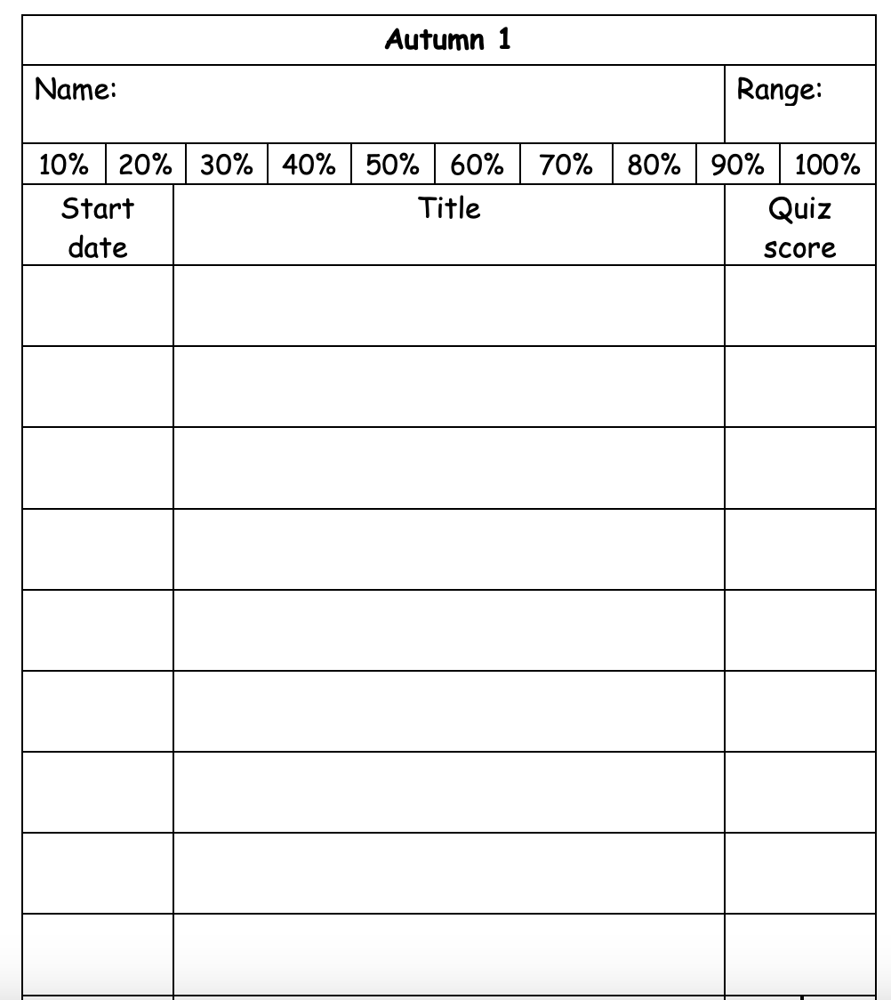 Autumn 1
Name: Range:
10% 20% 30% 40% 50% 60% 70% 80% 90% 100%
Start date Title Quiz score